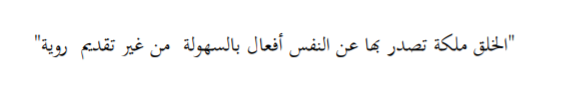 "الخلق ملكة تصدر بها عن النفس أفعال بالسهولة من غير تقديم روية"